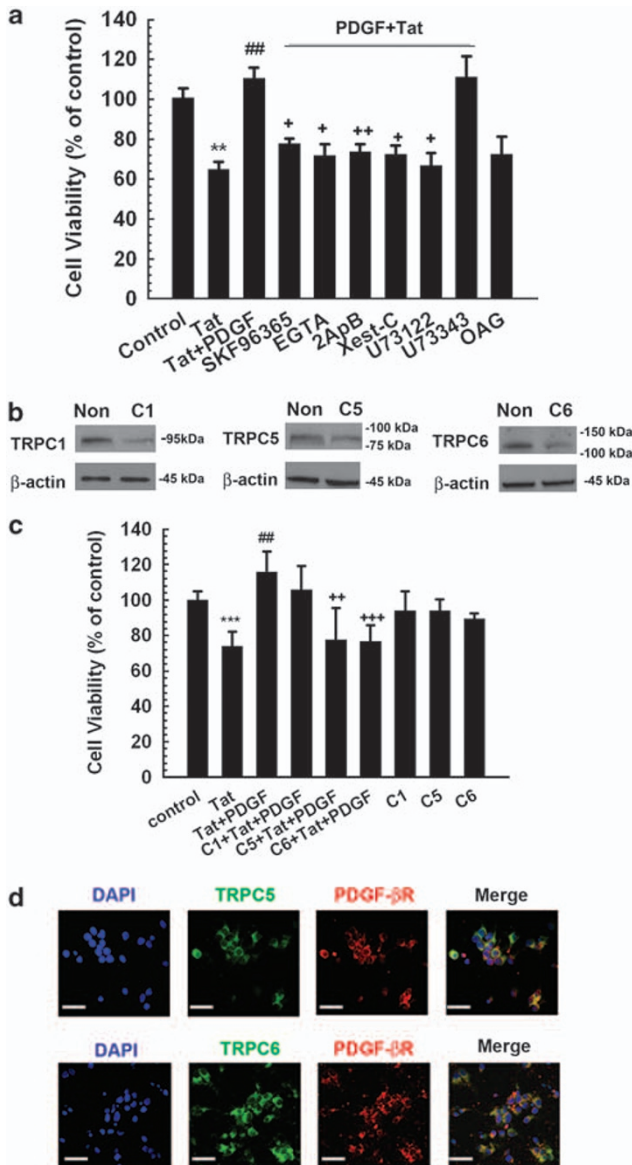 a
PDGF+Tat
Cell Viability (% of control)
140
120
100
80
60
40
20
0
##
**
+
+
++
+
+
Control
Tat
Tat+PDGF
SKF96365
EGTA
2ApB
Xest-C
U73122
U73343
OAG
b
Non C1
TRPC1
-95kDa
β-actin
-45 kDa
Non C5
TRPC5
-100 kDa
-75 kDa
β-actin
-45 kDa
Non C6
TRPC6
-150 kDa
-100 kDa
β-actin
-45 kDa
c
Cell Viability (% of control)
140
120
100
80
60
40
20
0
##
***
++
+++
control
Tat
Tat+PDGF
C1+Tat+PDGF
C5+Tat+PDGF
C6+Tat+PDGF
C1
C5
C6
d
DAPI TRPC5 PDGF-βR Merge
DAPI TRPC6 PDGF-βR Merge